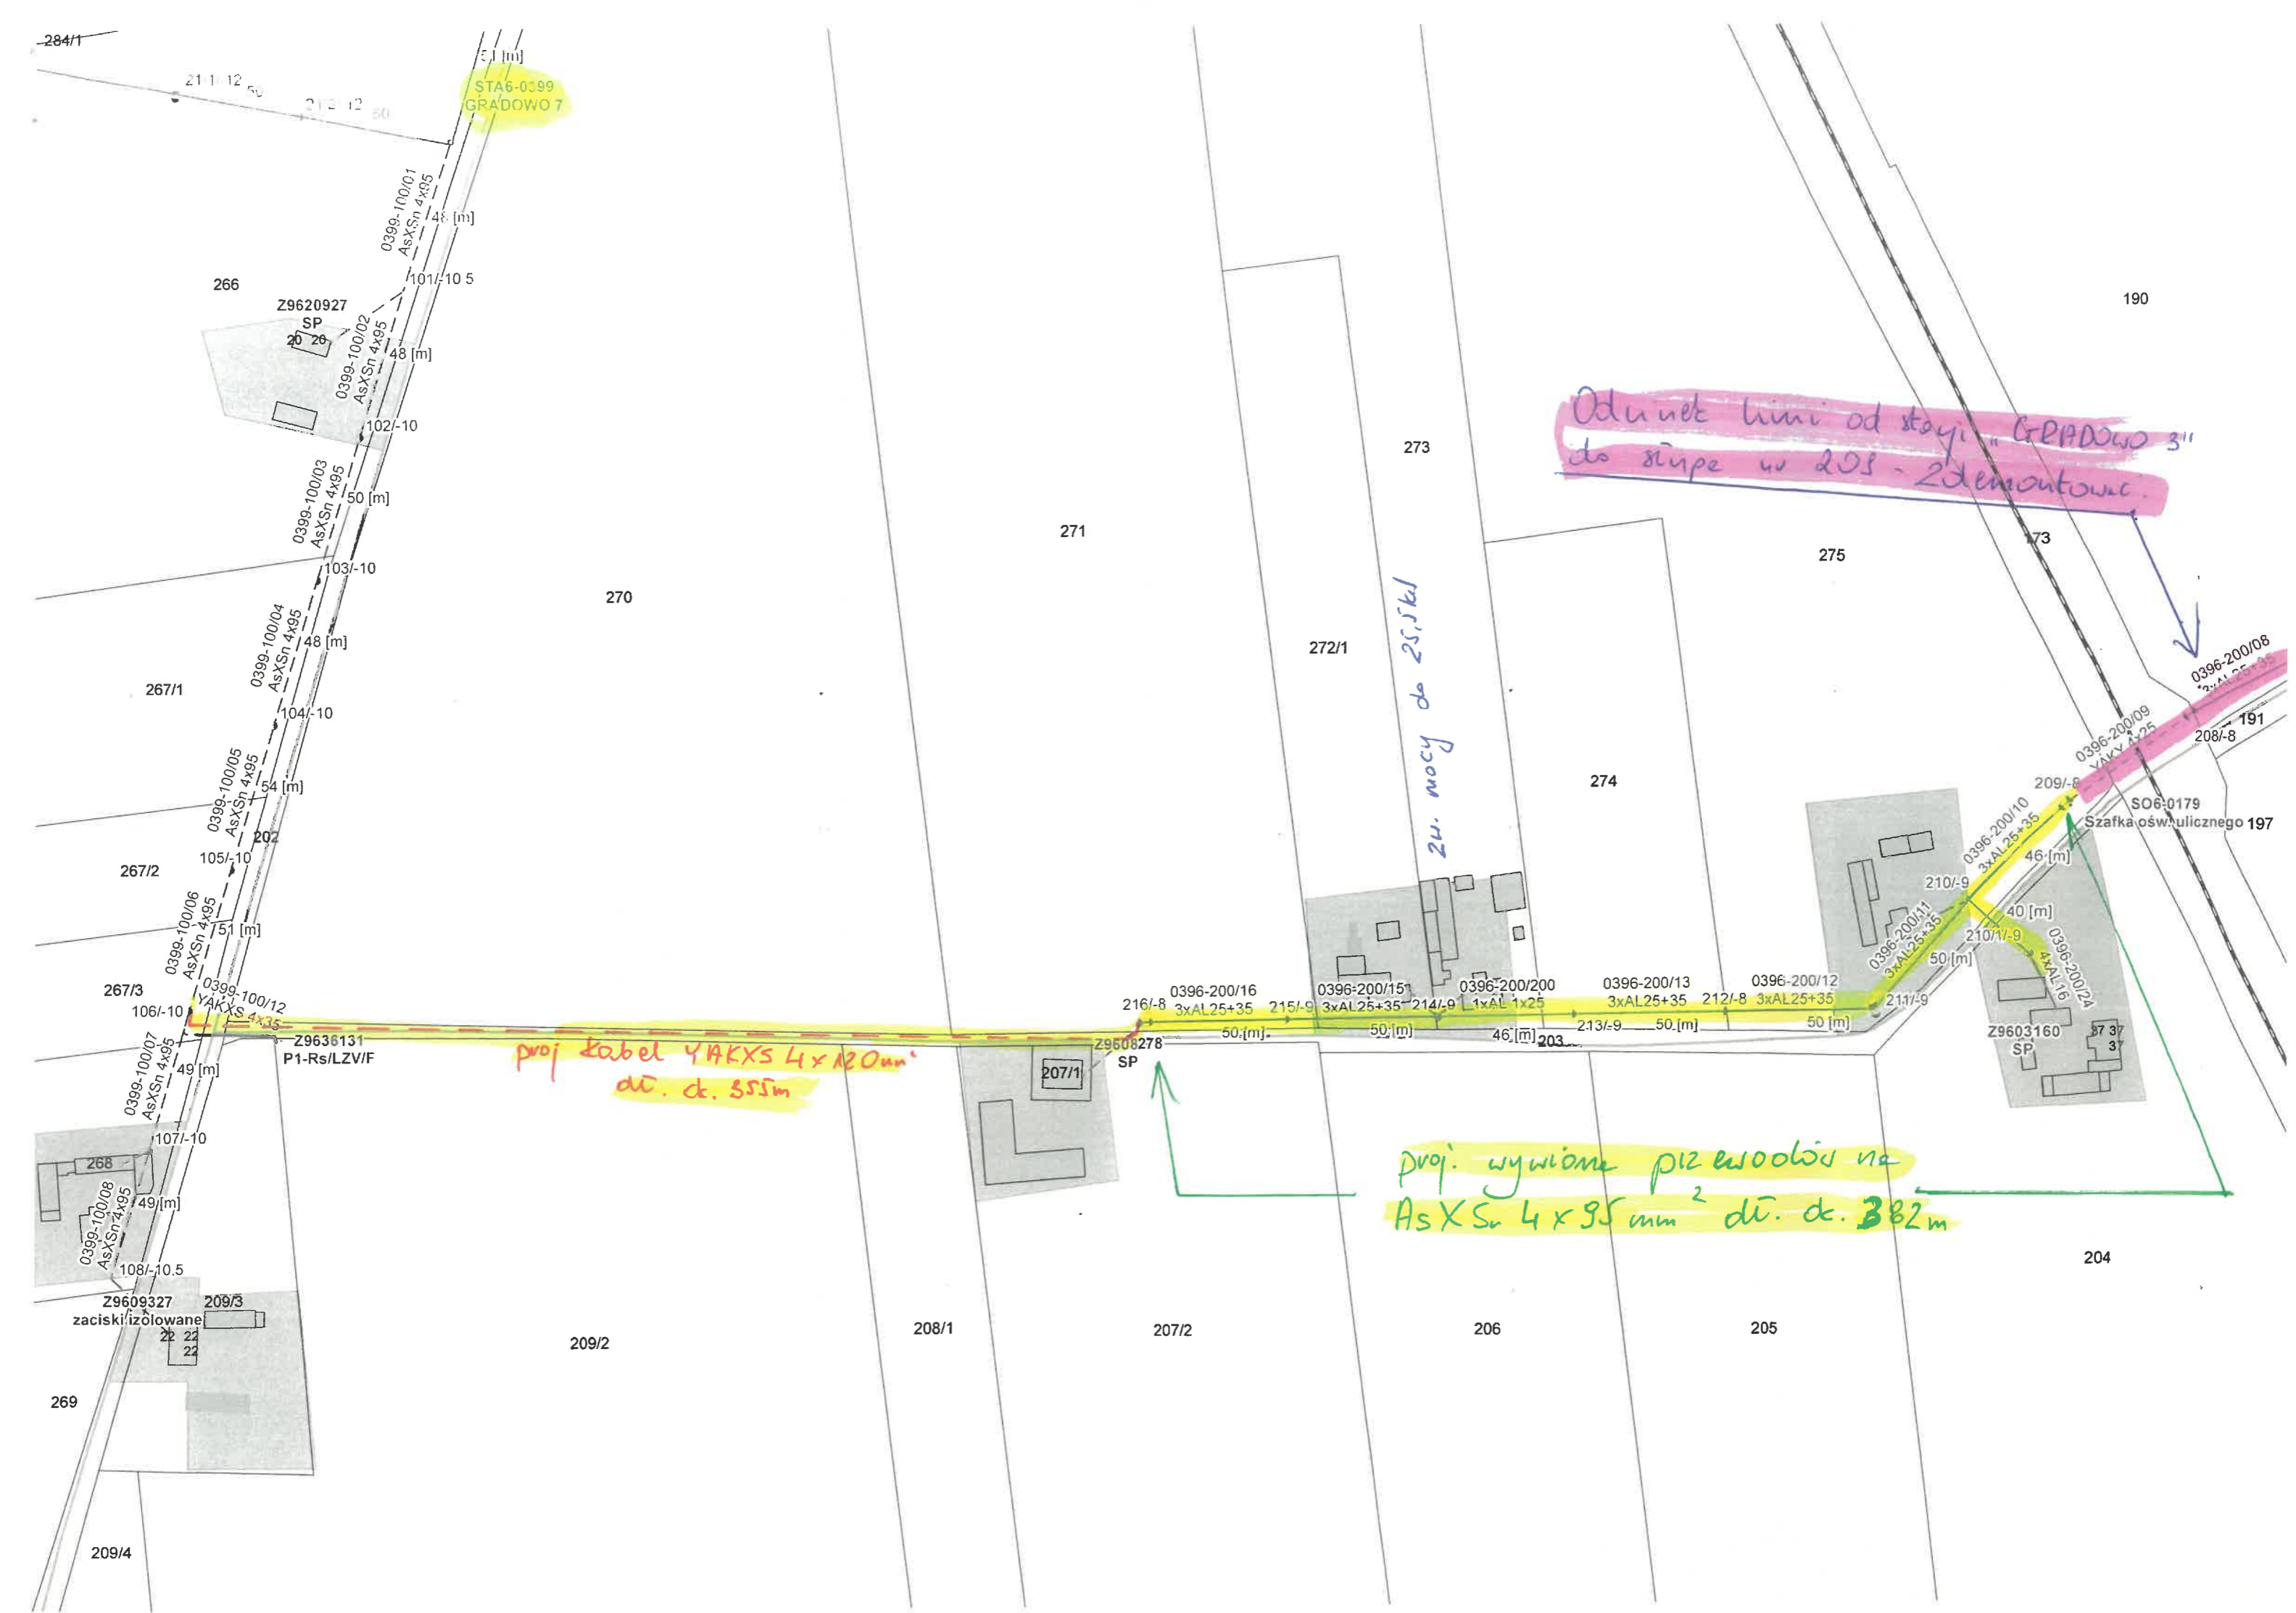 284/1
51 [m]
STA6-0399
GRADOWO 7
0399-100/01
AsXSn 4x95
48 [m]
101/-10.5
266
Z9620927
SP
20 20
0399-100/02
AsXSn 4x95
48 [m]
102/-10
0399-100/03
AsXSn 4x95
50 [m]
103/-10
0399-100/04
AsXSn 4x95
48 [m]
267/1
104/-10
0399-100/05
AsXSn 4x95
54 [m]
202
105/-10
267/2
0399-100/06
AsXSn 4x95
51 [m]
267/3
106/-10
0399-100/12
YAKXS 4x35
Z9636131
P1-Rs/LZV/F
0399-100/07
AsXSn 4x95
49 [m]
107/-10
268
0399-100/08
AsXSn 4x95
49 [m]
108/-10.5
Z9609327
zaciski izolowane
22 22
22
209/3
269
209/4
209/2
208/1
207/2
206
205
204
270
271
272/1
273
274
275
190
173
191
197
Odcinek linii od stacji „GRADOWO 3"
do słupa nr 209 - Zdemontować.
zw. mocy do 25,5kW
0396-200/08
208/-8
0396-200/09
YAKY 4x25
209/-8
SO6-0179
Szafka ośw. ulicznego
0396-200/10
3xAL25+35
46 [m]
210/-9
40 [m]
210/1/-9
0396-200/24
4xAL16
0396-200/11
3xAL25+35
50 [m]
211/-9
Z9603160
SP
37 37
37
0396-200/12
3xAL25+35
50 [m]
212/-8
0396-200/13
3xAL25+35
50 [m]
213/-9
0396-200/200
1xAL 1x25
46 [m]
203
214/-9
0396-200/15
3xAL25+35
50 [m]
215/-9
0396-200/16
3xAL25+35
50 [m]
216/-8
Z9608278
SP
207/1
proj kabel YAKXS 4x120mm²
dł. ok. 355m
proj. wymiana przewodów na
AsXSn 4x95 mm² dł. ok. 382m